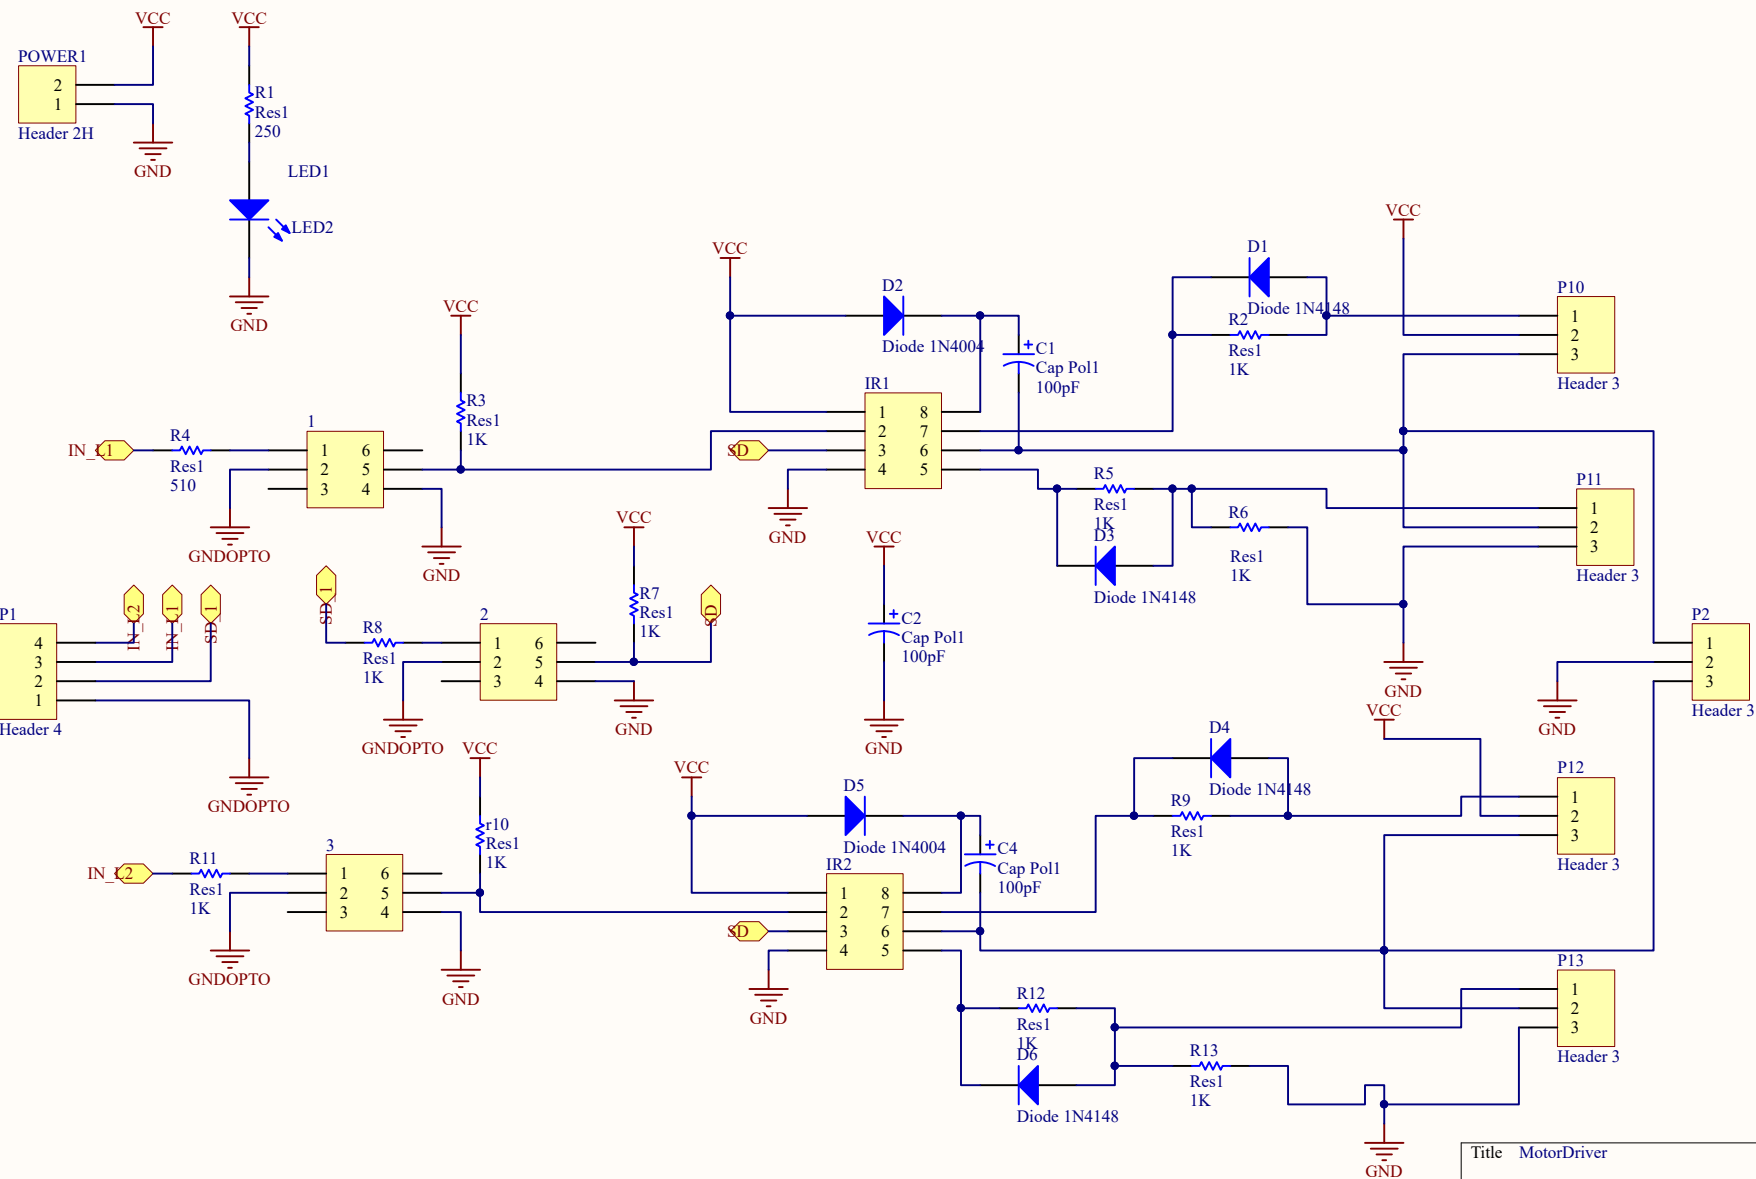 VCC
VCC
POWER1
2
1
Header 2H
GND
R1
Res1
250
LED1
LED2
GND
VCC
R3
Res1
1K
IN_L1
R4
Res1
510
1
1
2
3
6
5
4
GNDOPTO
GND
VCC
D2
Diode 1N4004
C1
Cap Pol1
100pF
IR1
1
2
3
4
8
7
6
5
SD
GND
D1
Diode 1N4148
R2
Res1
1K
VCC
P10
1
2
3
Header 3
R5
Res1
1K
D3
Diode 1N4148
R6
Res1
1K
P11
1
2
3
Header 3
GND
P2
1
2
3
Header 3
GND
P1
4
3
2
1
Header 4
IN_L2
IN_L1
SD_1
GNDOPTO
SD_1
R8
Res1
1K
2
1
2
3
6
5
4
GNDOPTO
VCC
R7
Res1
1K
SD
GND
VCC
C2
Cap Pol1
100pF
GND
VCC
r10
Res1
1K
IN_L2
R11
Res1
1K
3
1
2
3
6
5
4
GNDOPTO
GND
VCC
D5
Diode 1N4004
C4
Cap Pol1
100pF
IR2
1
2
3
4
8
7
6
5
SD
GND
D4
Diode 1N4148
R9
Res1
1K
VCC
P12
1
2
3
Header 3
R12
Res1
1K
D6
Diode 1N4148
R13
Res1
1K
P13
1
2
3
Header 3
GND
Title MotorDriver